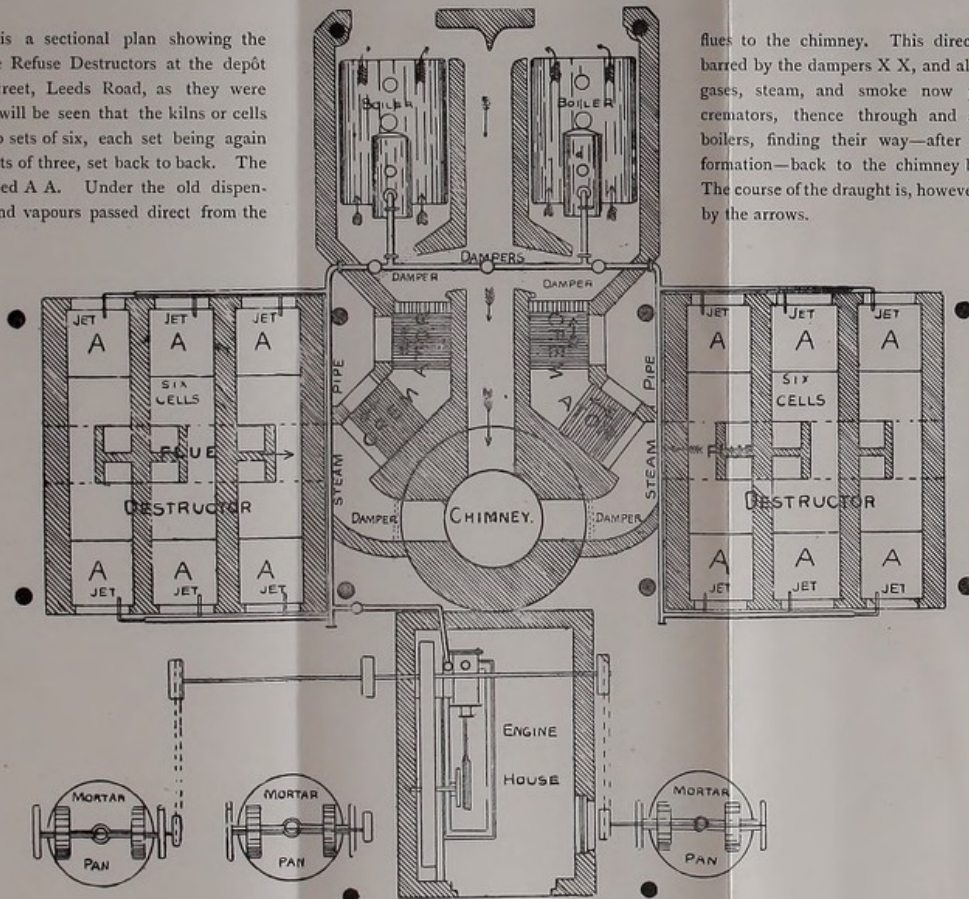 is a sectional plan showing the
Refuse Destructors at the depôt
treet, Leeds Road, as they were
will be seen that the kilns or cells
sets of six, each set being again
ts of three, set back to back. The
ed A A. Under the old dispen-
nd vapours passed direct from the
flues to the chimney. This direc
barred by the dampers X X, and al
gases, steam, and smoke now
cremators, thence through and
boilers, finding their way—after
formation—back to the chimney
The course of the draught is, however
by the arrows.
BOILER
BOILER
DAMPERS
DAMPER
DAMPER
JET
JET
JET
A
A
A
SIX
CELLS
FLUE
DESTRUCTOR
A
A
A
JET
JET
JET
STEAM PIPE
STEAM PIPE
JET
JET
JET
A
A
A
SIX
CELLS
FLUE
DESTRUCTOR
A
A
A
JET
JET
JET
DAMPER
CHIMNEY.
DAMPER
ENGINE
HOUSE
MORTAR
PAN
MORTAR
PAN
MORTAR
PAN